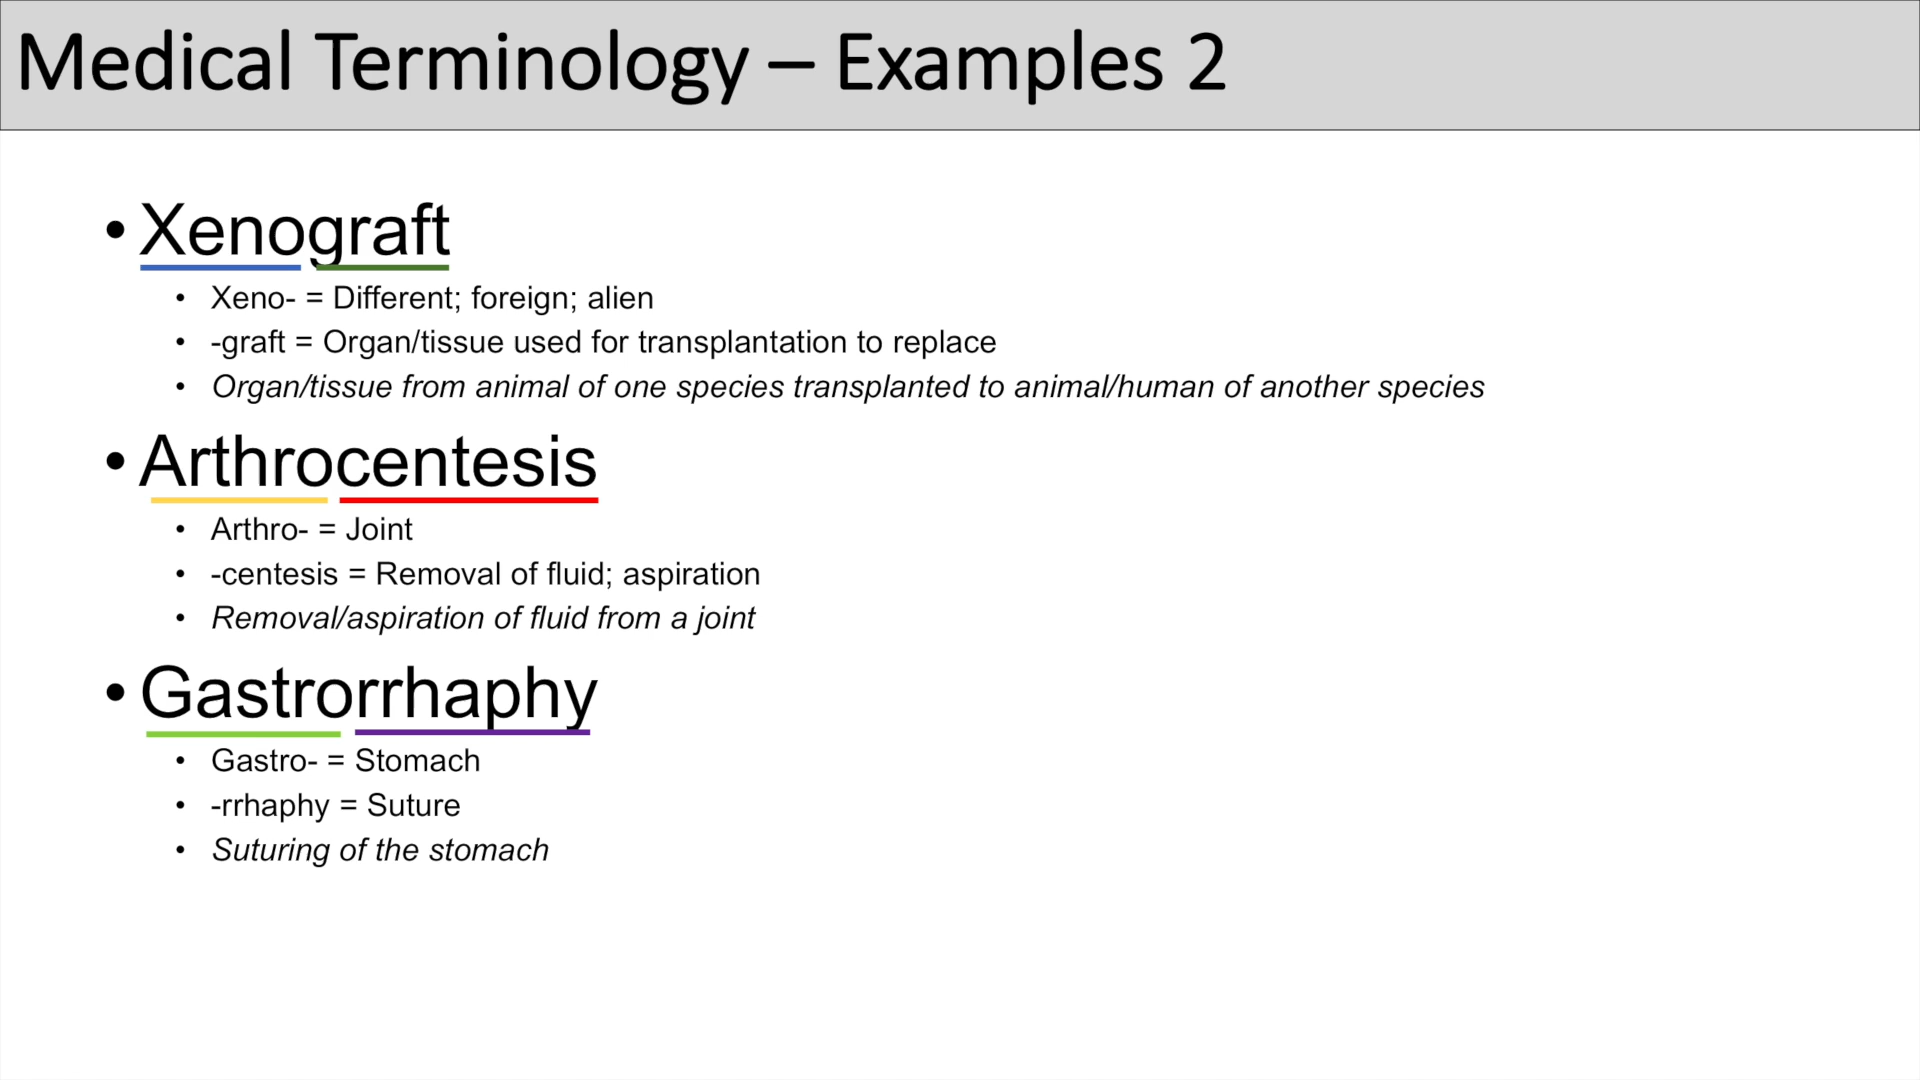 Medical Terminology – Examples 2
• Xenograft
• Xeno- = Different; foreign; alien
• -graft = Organ/tissue used for transplantation to replace
• Organ/tissue from animal of one species transplanted to animal/human of another species
• Arthrocentesis
• Arthro- = Joint
• -centesis = Removal of fluid; aspiration
• Removal/aspiration of fluid from a joint
• Gastrorrhaphy
• Gastro- = Stomach
• -rrhaphy = Suture
• Suturing of the stomach